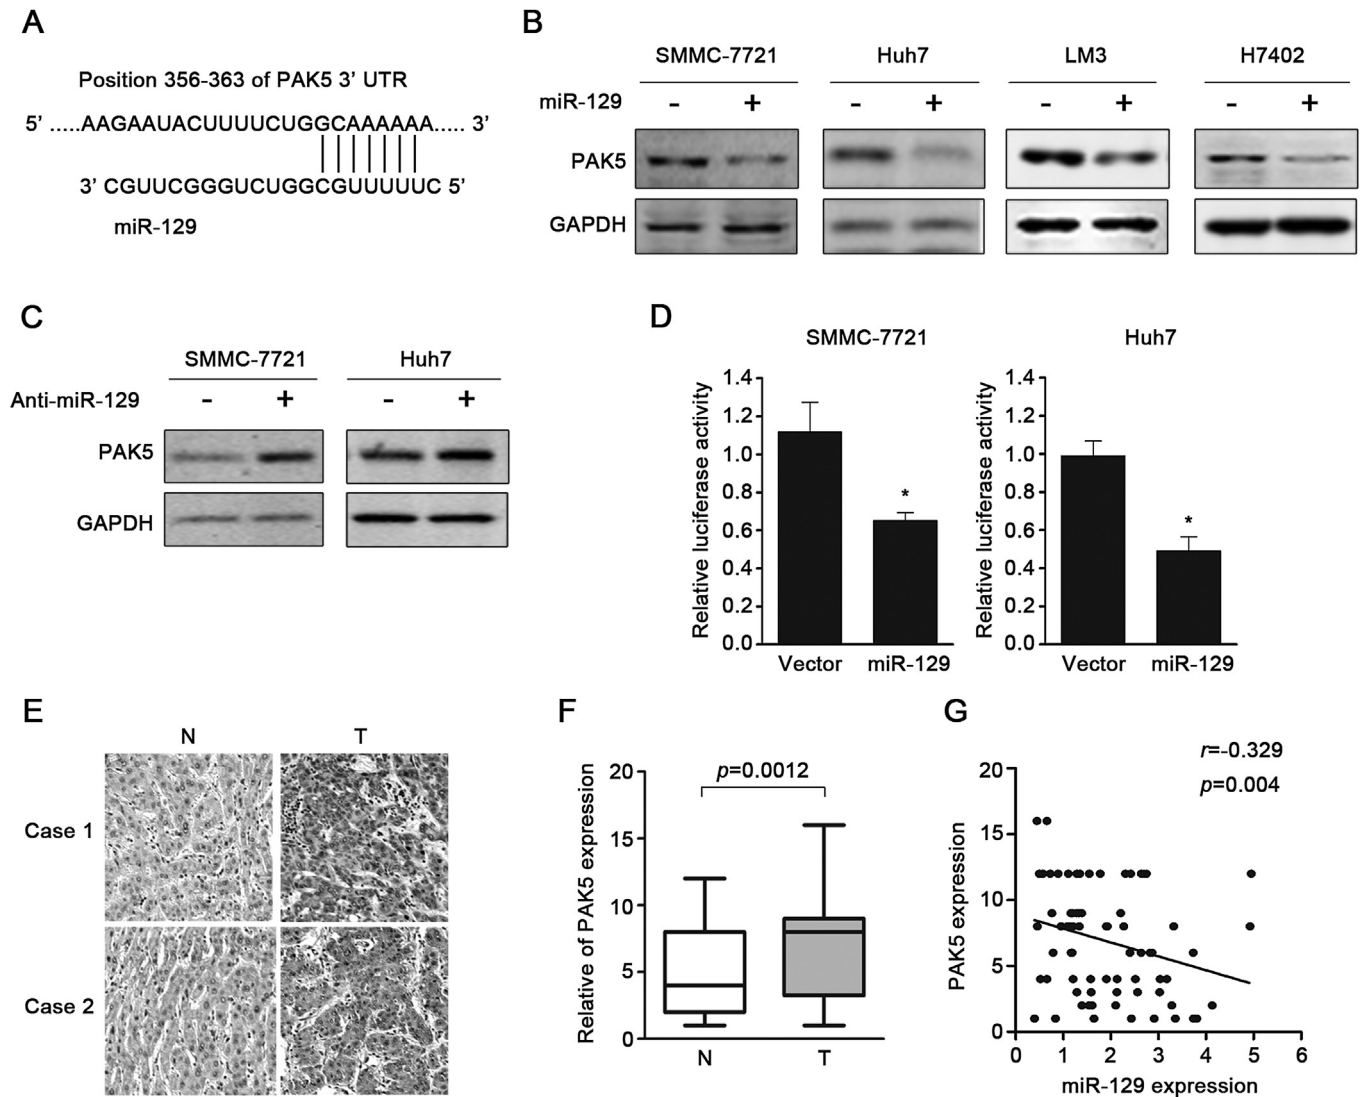 A
Position 356-363 of PAK5 3’ UTR
5’ .....AAGAAUACUUUUCUGGCAAAAAA..... 3’
3’ CGUUCGGGUCUGGCGUUUUUC 5’
miR-129
B
SMMC-7721 Huh7 LM3 H7402
miR-129 - + - + - + - +
PAK5
GAPDH
C
SMMC-7721 Huh7
Anti-miR-129 - + - +
PAK5
GAPDH
D
SMMC-7721
Relative luciferase activity
1.4
1.2
1.0
0.8
0.6
0.4
0.2
0.0
*
Vector miR-129
Huh7
Relative luciferase activity
1.4
1.2
1.0
0.8
0.6
0.4
0.2
0.0
*
Vector miR-129
E
N T
Case 1
Case 2
F
p=0.0012
Relative of PAK5 expression
20
15
10
5
0
N T
G
r=-0.329
p=0.004
PAK5 expression
20
15
10
5
0
0 1 2 3 4 5 6
miR-129 expression